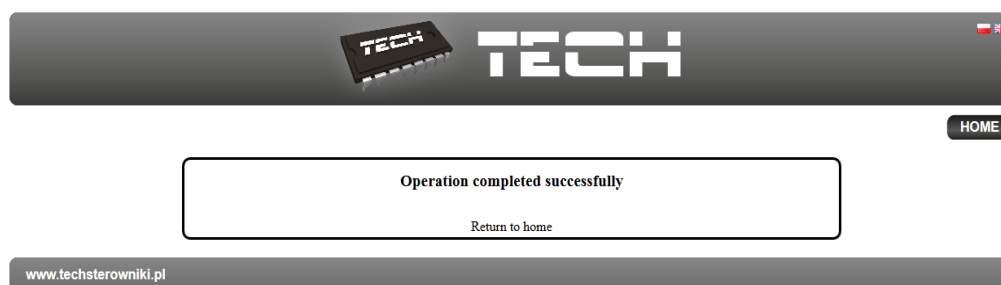 TECH
TECH
HOME
Operation completed successfully
Return to home
www.techsterowniki.pl